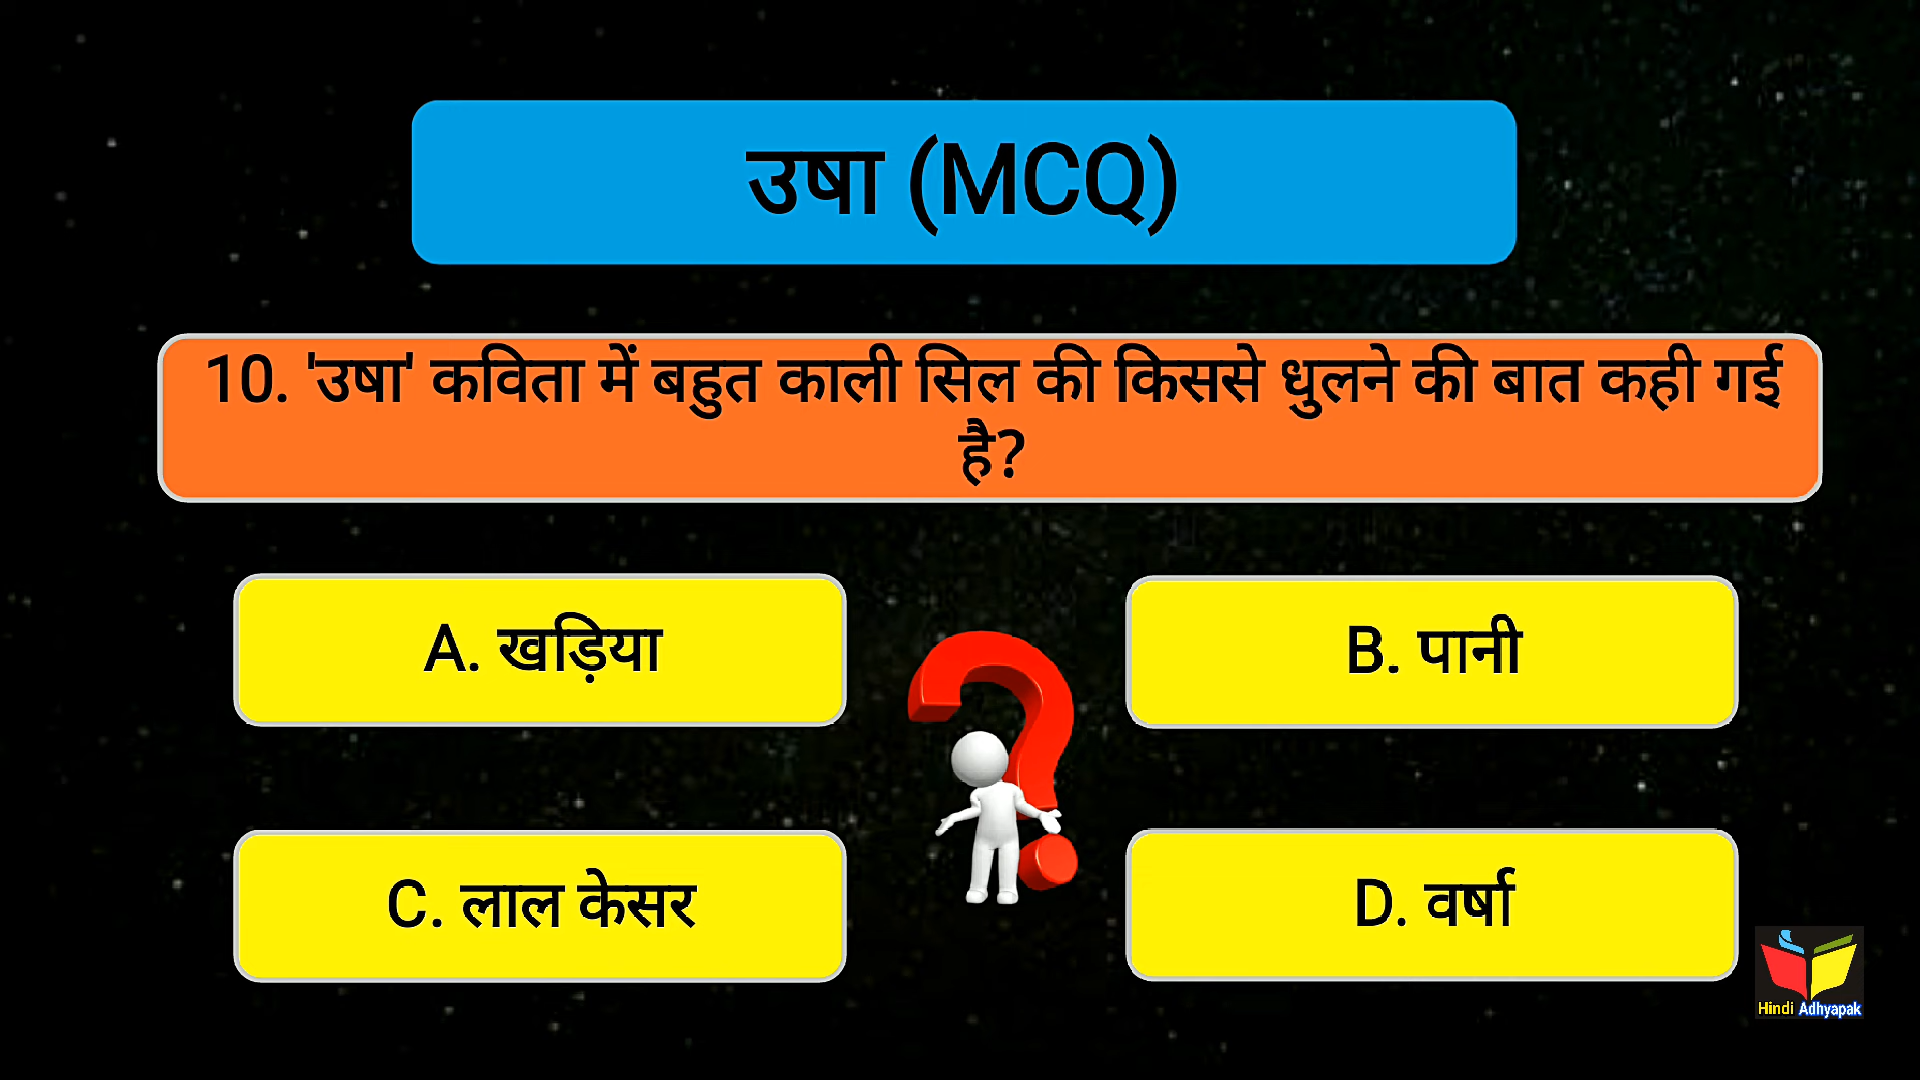 उषा (MCQ)
10. 'उषा' कविता में बहुत काली सिल की किससे धुलने की बात कही गई
है?
A. खड़िया
B. पानी
C. लाल केसर
D. वर्षा
Hindi Adhyapak